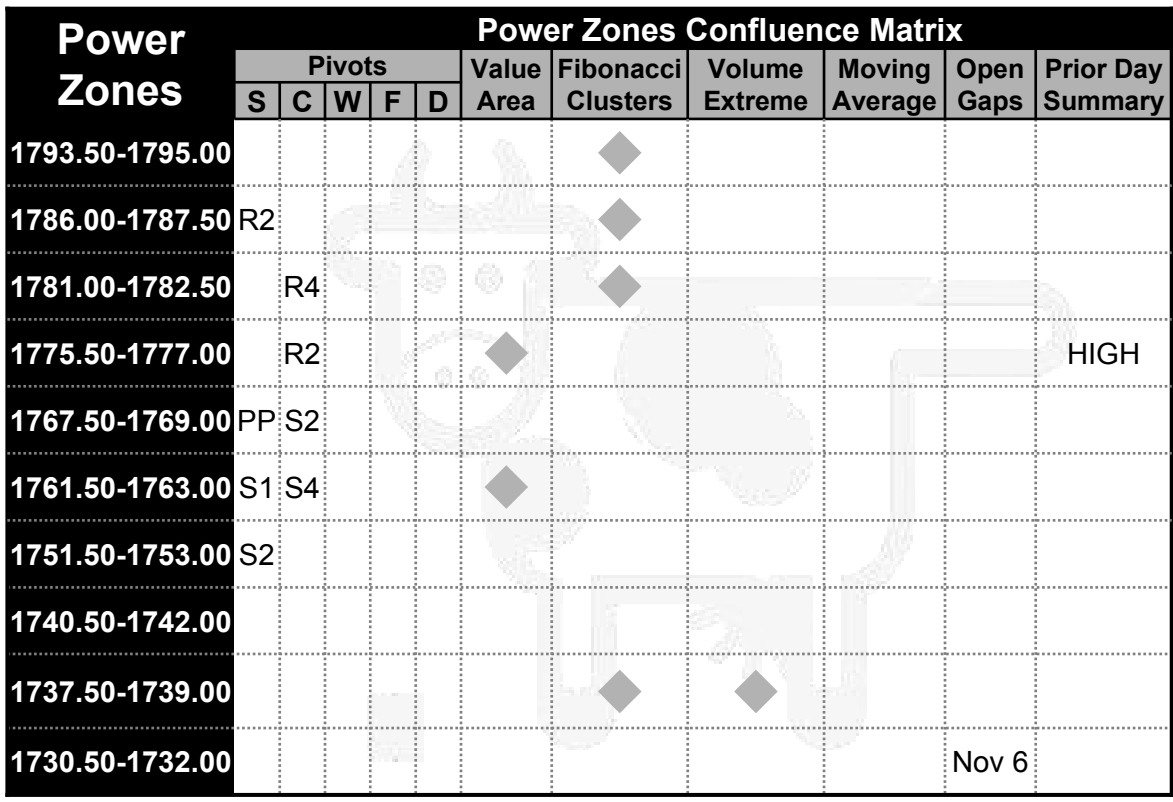 Power Zones Confluence Matrix
Power
Zones
Pivots
Value Area
Fibonacci Clusters
Volume Extreme
Moving Average
Open Gaps
Prior Day Summary
S C W F D
1793.50-1795.00
1786.00-1787.50 R2
1781.00-1782.50 R4
1775.50-1777.00 R2 HIGH
1767.50-1769.00 PP S2
1761.50-1763.00 S1 S4
1751.50-1753.00 S2
1740.50-1742.00
1737.50-1739.00
1730.50-1732.00 Nov 6